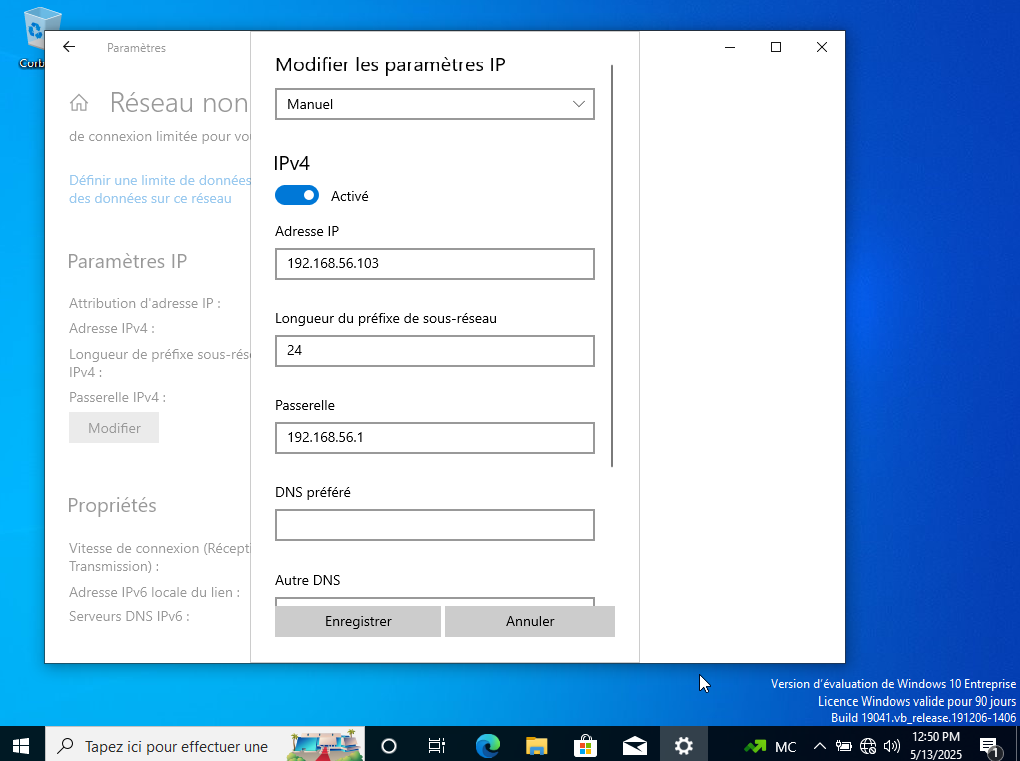 Corb
Paramètres
Réseau non
de connexion limitée pour vo
Définir une limite de données
des données sur ce réseau
Paramètres IP
Attribution d'adresse IP :
Adresse IPv4 :
Longueur de préfixe sous-rés
IPv4 :
Passerelle IPv4 :
Modifier
Propriétés
Vitesse de connexion (Récept
Transmission) :
Adresse IPv6 locale du lien :
Serveurs DNS IPv6 :
Modifier les paramètres IP
Manuel
IPv4
Activé
Adresse IP
192.168.56.103
Longueur du préfixe de sous-réseau
24
Passerelle
192.168.56.1
DNS préféré
Autre DNS
Enregistrer
Annuler
Version d'évaluation de Windows 10 Entreprise
Licence Windows valide pour 90 jours
Build 19041.vb_release.191206-1406
Tapez ici pour effectuer une
MC
12:50 PM
5/13/2025
1